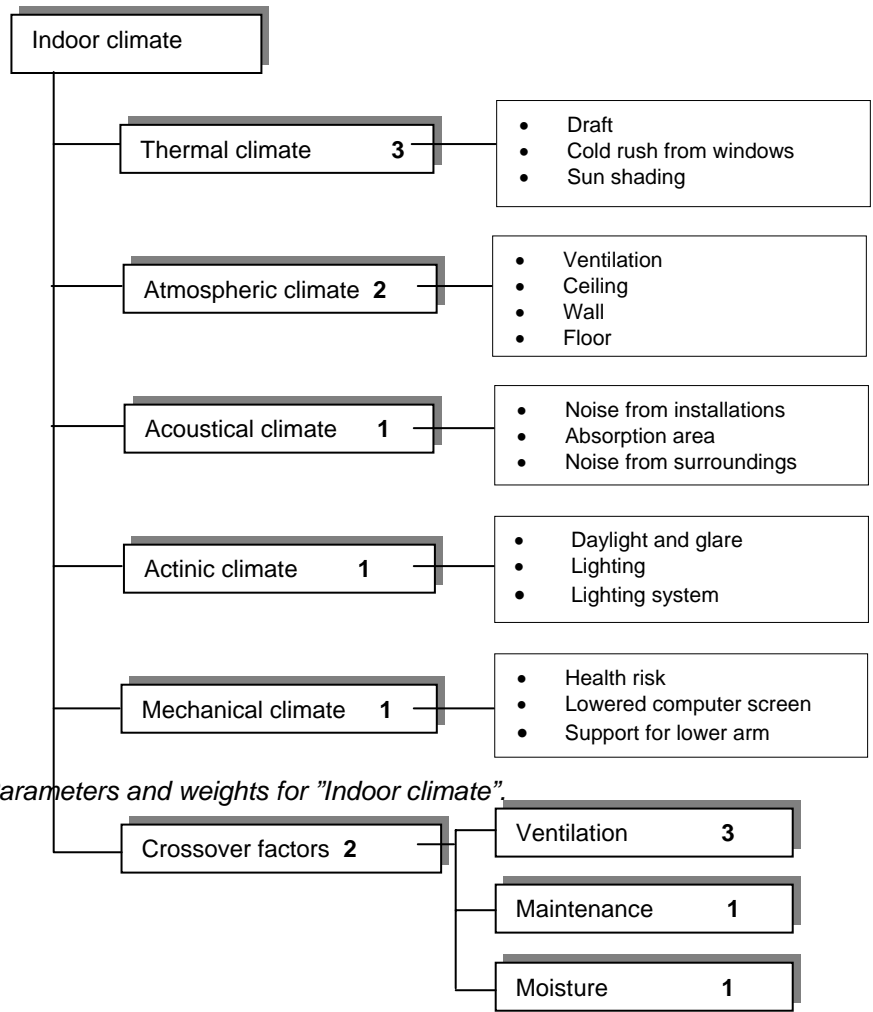 Indoor climate
Thermal climate 3
• Draft
• Cold rush from windows
• Sun shading
Atmospheric climate 2
• Ventilation
• Ceiling
• Wall
• Floor
Acoustical climate 1
• Noise from installations
• Absorption area
• Noise from surroundings
Actinic climate 1
• Daylight and glare
• Lighting
• Lighting system
Mechanical climate 1
• Health risk
• Lowered computer screen
• Support for lower arm
arameters and weights for ”Indoor climate”.
Crossover factors 2
Ventilation 3
Maintenance 1
Moisture 1